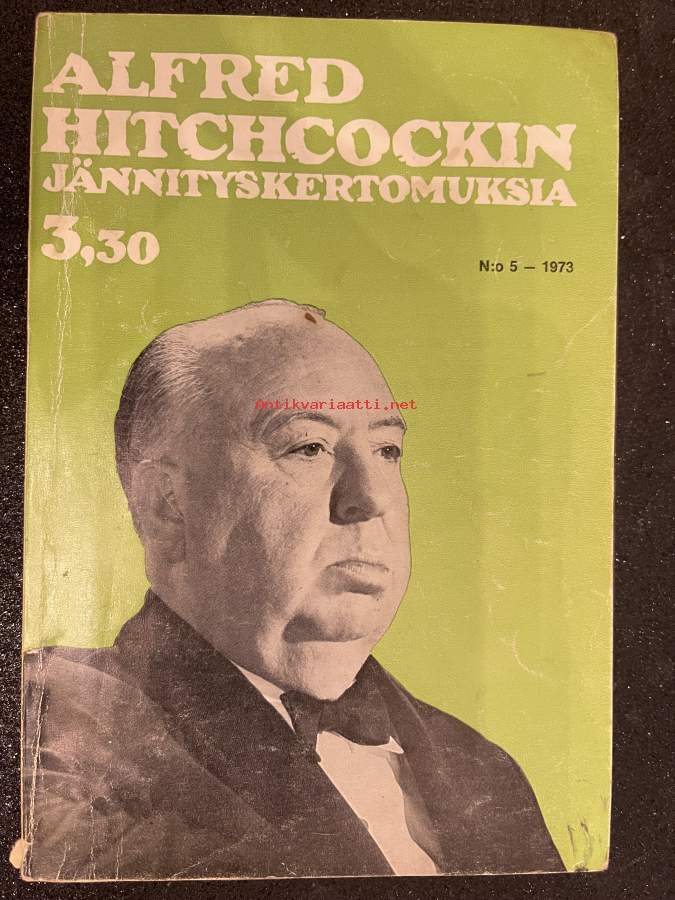 ALFRED
HITCHCOCKIN
JÄNNITYSKERTOMUKSIA
3,30
N:o 5 – 1973
Antikvariaatti.net